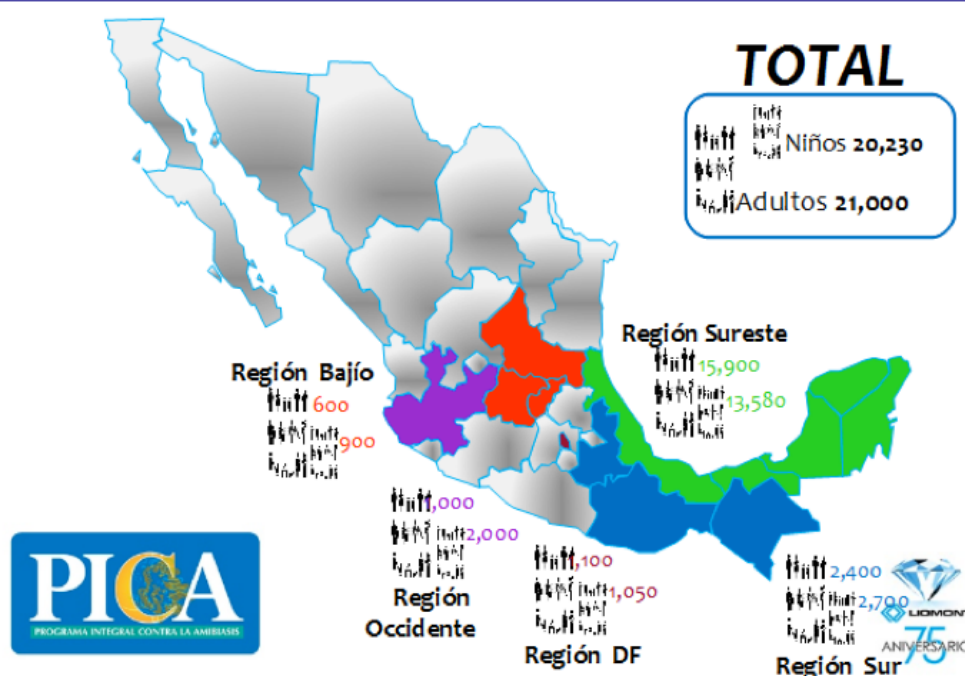 TOTAL
Niños 20,230
Adultos 21,000
Región Sureste
15,900
13,580
Región Bajío
600
900
1,000
2,000
Región
Occidente
1,100
1,050
Región DF
2,400
2,700
Región Sur
PICA
PROGRAMA INTEGRAL CONTRA LA AMIBIASIS
LIOMONT
75
ANIVERSARIO